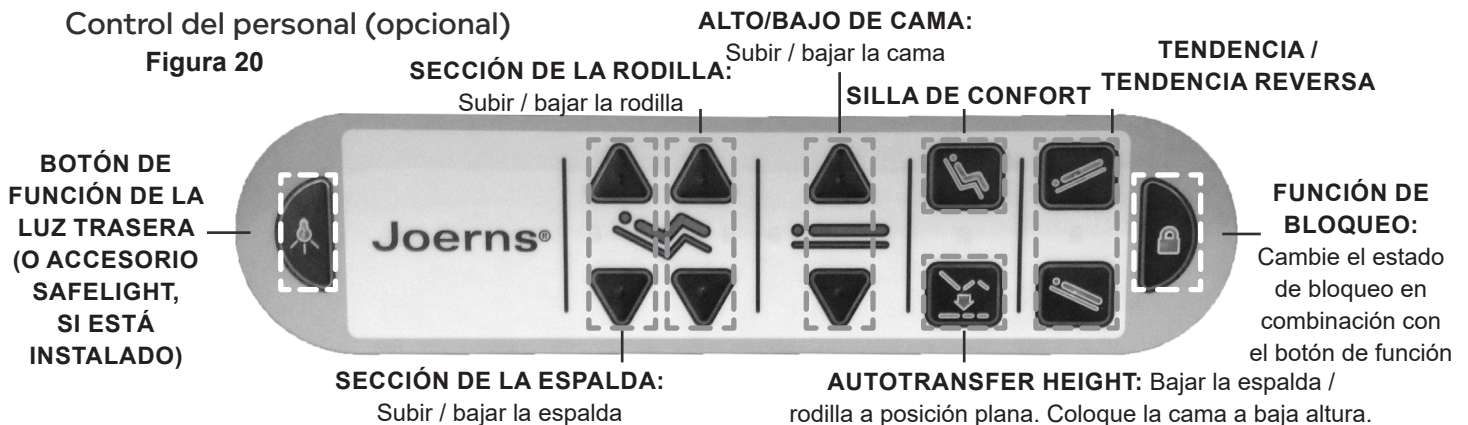 Control del personal (opcional)
Figura 20
ALTO/BAJO DE CAMA:
Subir / bajar la cama
SECCIÓN DE LA RODILLA:
Subir / bajar la rodilla
SILLA DE CONFORT
TENDENCIA /
TENDENCIA REVERSA
BOTÓN DE
FUNCIÓN DE LA
LUZ TRASERA
(O ACCESORIO
SAFELIGHT,
SI ESTÁ
INSTALADO)
Joerns®
FUNCIÓN DE
BLOQUEO:
Cambie el estado
de bloqueo en
combinación con
el botón de función
SECCIÓN DE LA ESPALDA:
Subir / bajar la espalda
AUTOTRANSFER HEIGHT: Bajar la espalda /
rodilla a posición plana. Coloque la cama a baja altura.